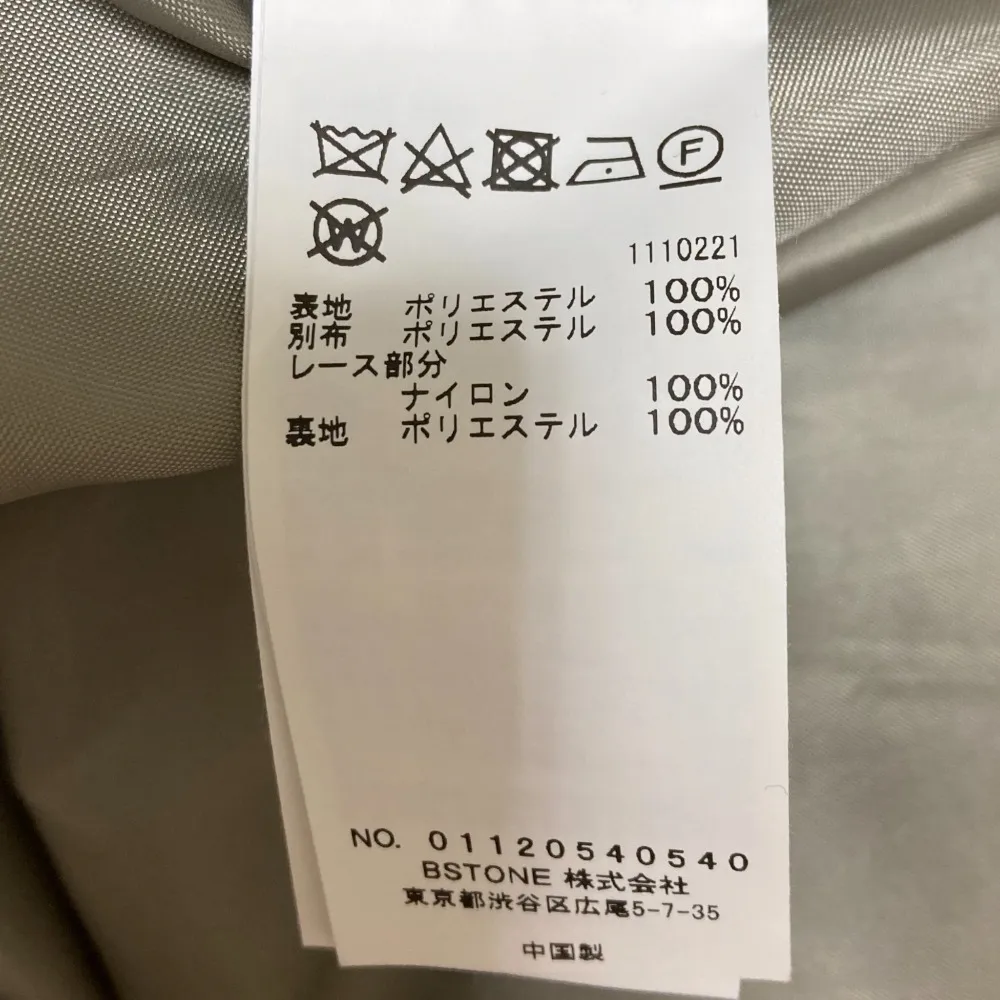 F
W
1110221
表地 ポリエステル 100%
別布 ポリエステル 100%
レース部分
ナイロン 100%
裏地 ポリエステル 100%
NO. 01120540540
BSTONE 株式会社
東京都渋谷区広尾5-7-35
中国製